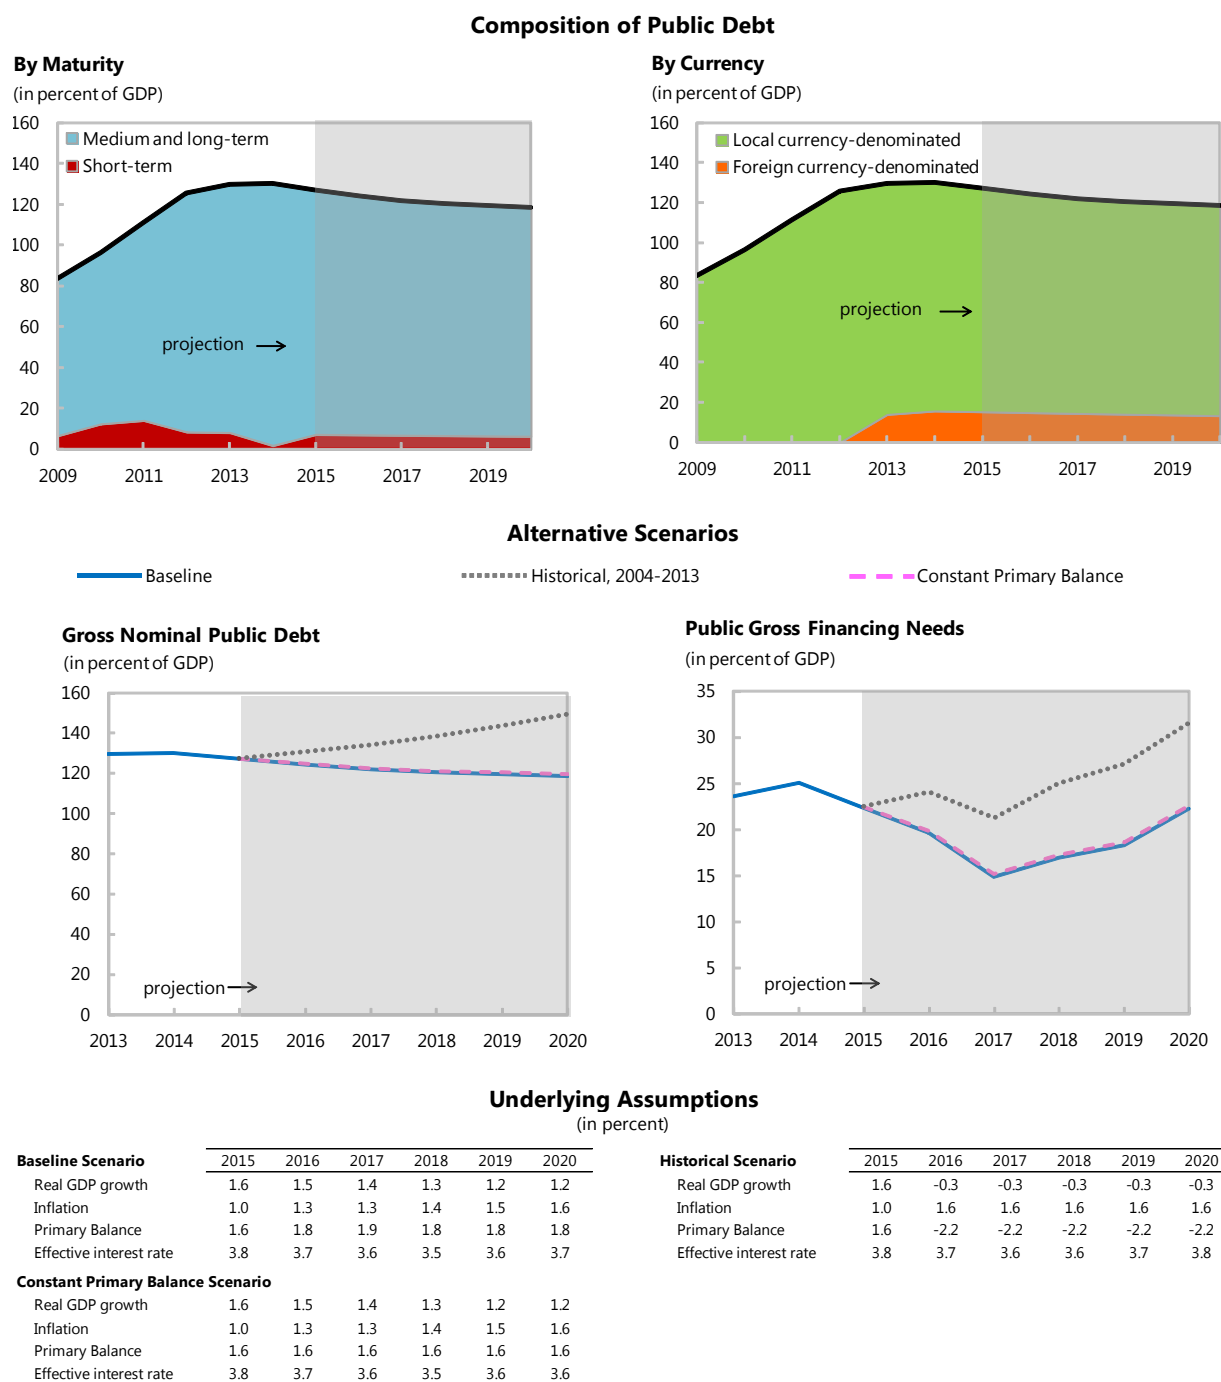 Composition of Public Debt
By Maturity
(in percent of GDP)
160
140
120
100
80
60
40
20
0
Medium and long-term
Short-term
projection
2009 2011 2013 2015 2017 2019
By Currency
(in percent of GDP)
160
140
120
100
80
60
40
20
0
Local currency-denominated
Foreign currency-denominated
projection
2009 2011 2013 2015 2017 2019
Alternative Scenarios
Baseline Historical, 2004-2013 Constant Primary Balance
Gross Nominal Public Debt
(in percent of GDP)
160
140
120
100
80
60
40
20
0
projection
2013 2014 2015 2016 2017 2018 2019 2020
Public Gross Financing Needs
(in percent of GDP)
35
30
25
20
15
10
5
0
projection
2013 2014 2015 2016 2017 2018 2019 2020
Underlying Assumptions
(in percent)
Baseline Scenario 2015 2016 2017 2018 2019 2020
Real GDP growth 1.6 1.5 1.4 1.3 1.2 1.2
Inflation 1.0 1.3 1.3 1.4 1.5 1.6
Primary Balance 1.6 1.8 1.9 1.8 1.8 1.8
Effective interest rate 3.8 3.7 3.6 3.5 3.6 3.7
Constant Primary Balance Scenario
Real GDP growth 1.6 1.5 1.4 1.3 1.2 1.2
Inflation 1.0 1.3 1.3 1.4 1.5 1.6
Primary Balance 1.6 1.6 1.6 1.6 1.6 1.6
Effective interest rate 3.8 3.7 3.6 3.5 3.6 3.6
Historical Scenario 2015 2016 2017 2018 2019 2020
Real GDP growth 1.6 -0.3 -0.3 -0.3 -0.3 -0.3
Inflation 1.0 1.6 1.6 1.6 1.6 1.6
Primary Balance 1.6 -2.2 -2.2 -2.2 -2.2 -2.2
Effective interest rate 3.8 3.7 3.6 3.6 3.7 3.8